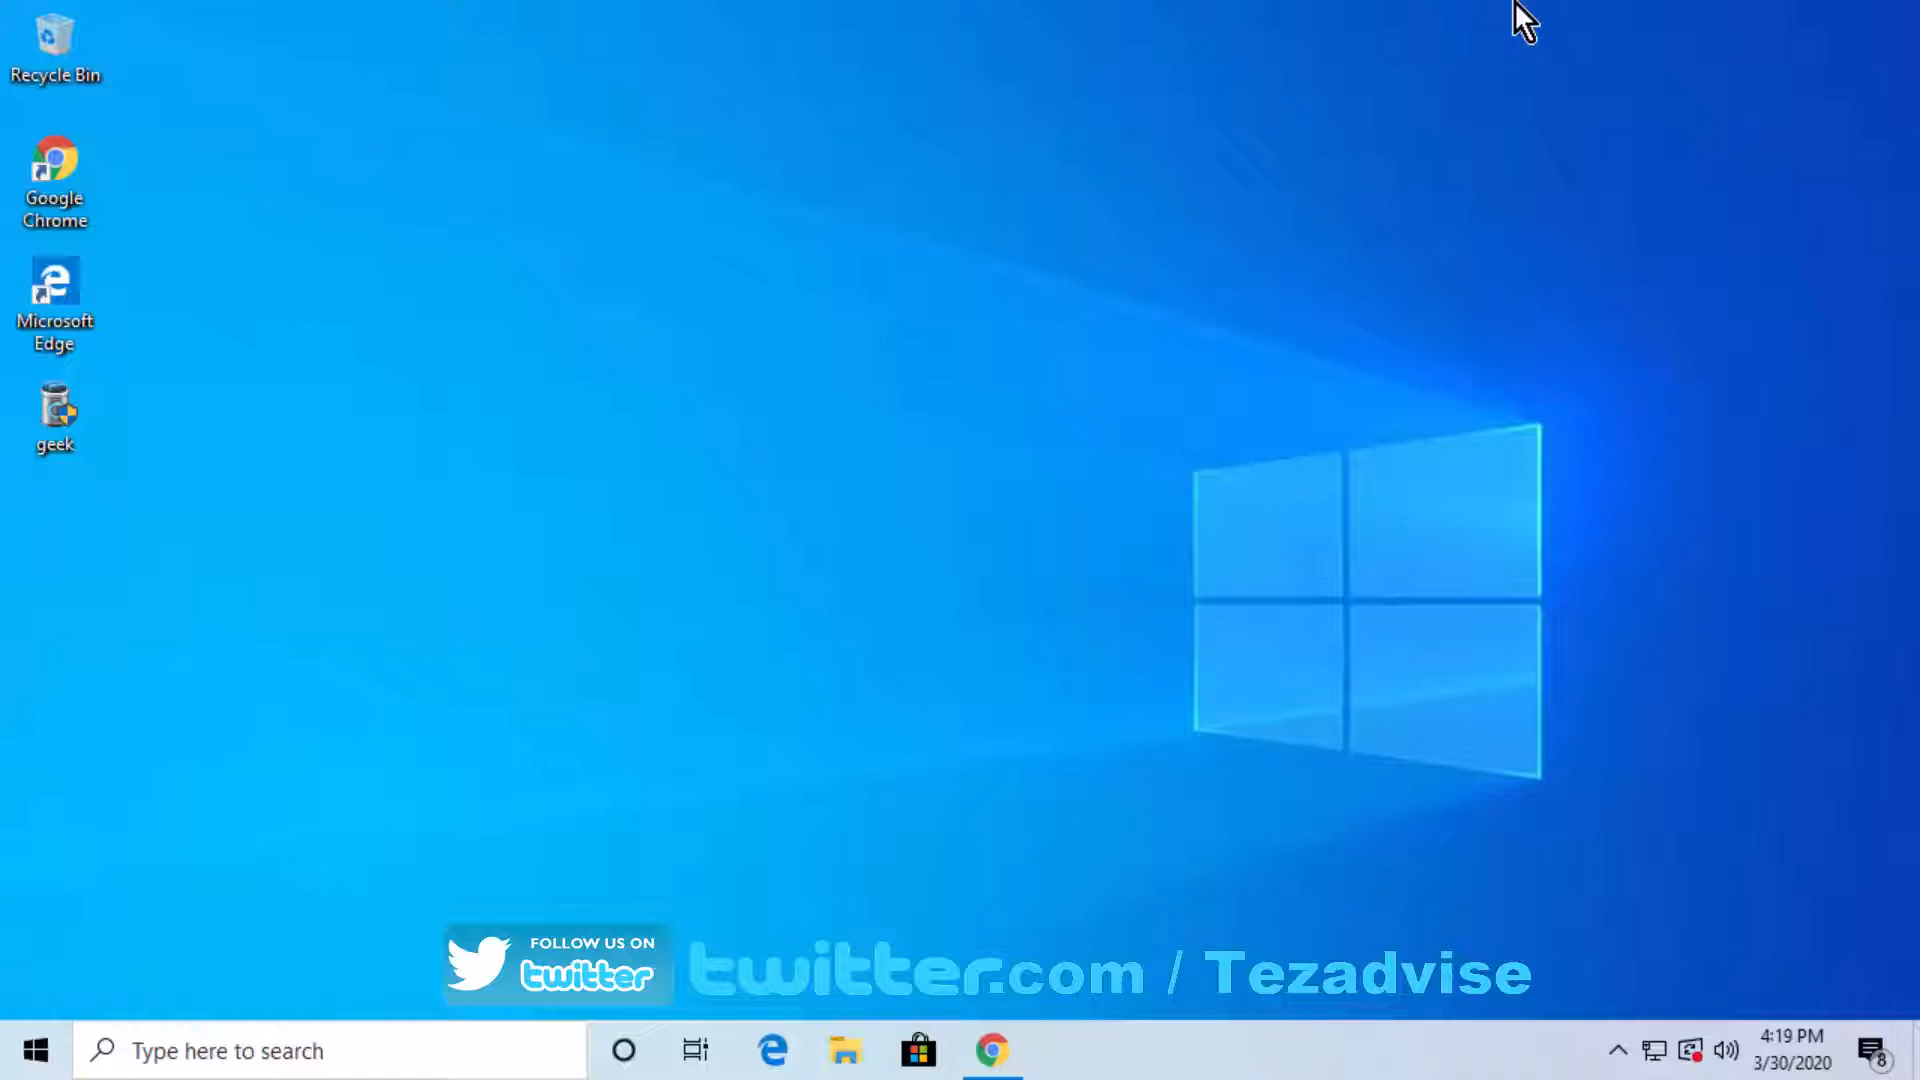 Recycle Bin
Google
Chrome
Microsoft
Edge
geek
FOLLOW US ON
twitter
twitter.com / Tezadvise
Type here to search
4:19 PM
3/30/2020
8